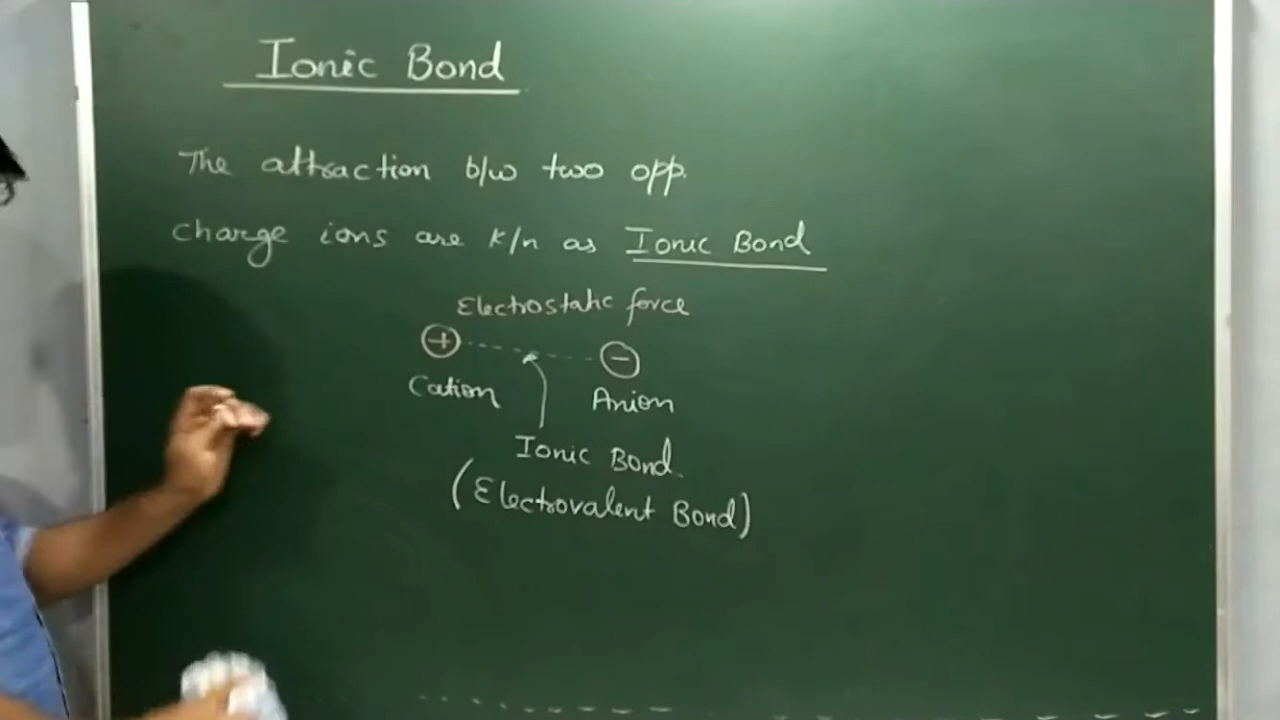 Ionic Bond
The attraction b/w two opp.
charge ions are k/n as Ionic Bond
Electrostatic force
+ -
Cation Anion
Ionic Bond
(Electrovalent Bond)